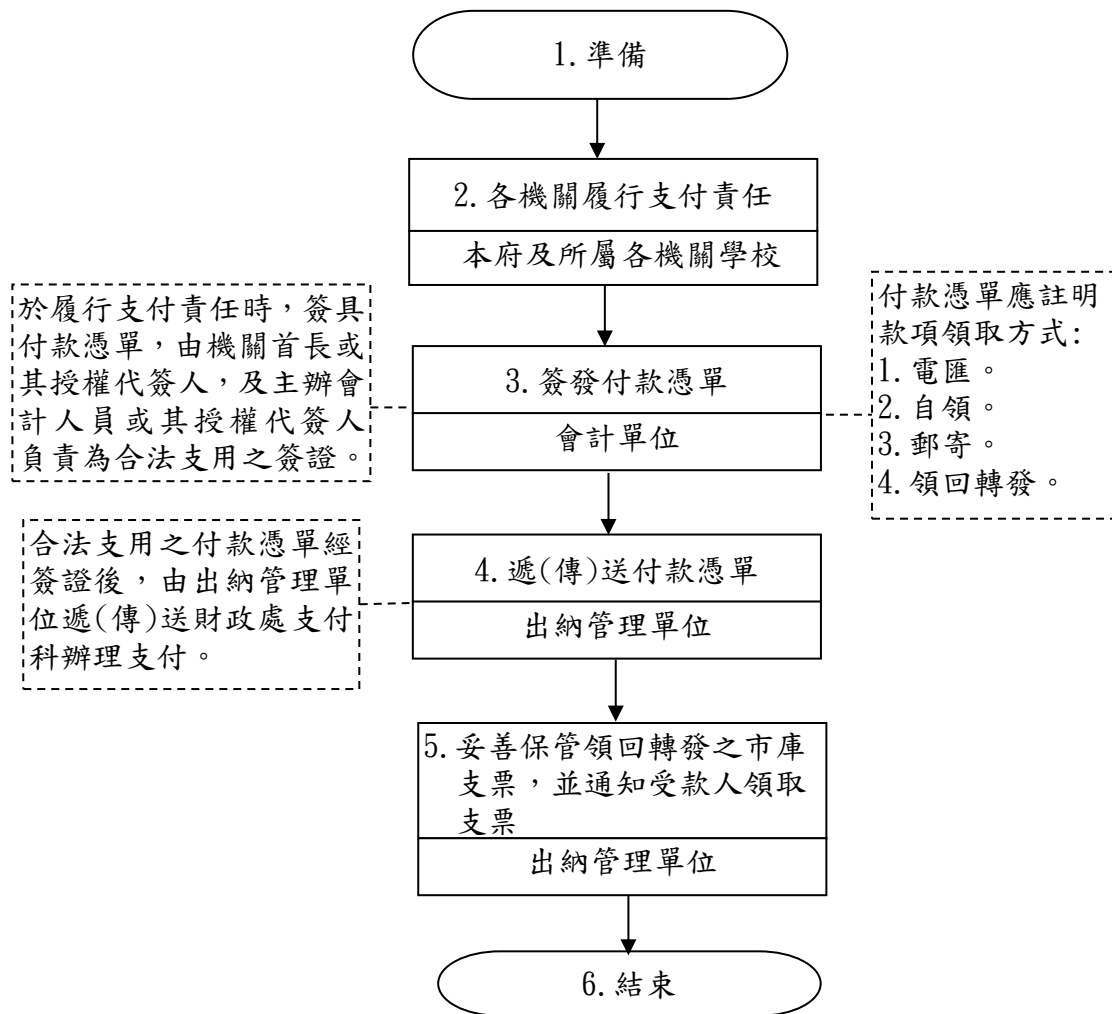 1.準備
2.各機關履行支付責任
本府及所屬各機關學校
於履行支付責任時，簽具
付款憑單，由機關首長或
其授權代簽人，及主辦會
計人員或其授權代簽人
負責為合法支用之簽證。
3.簽發付款憑單
會計單位
付款憑單應註明
款項領取方式:
1.電匯。
2.自領。
3.郵寄。
4.領回轉發。
合法支用之付款憑單經
簽證後，由出納管理單
位遞(傳)送財政處支付
科辦理支付。
4.遞(傳)送付款憑單
出納管理單位
5.妥善保管領回轉發之市庫
支票，並通知受款人領取
支票
出納管理單位
6.結束